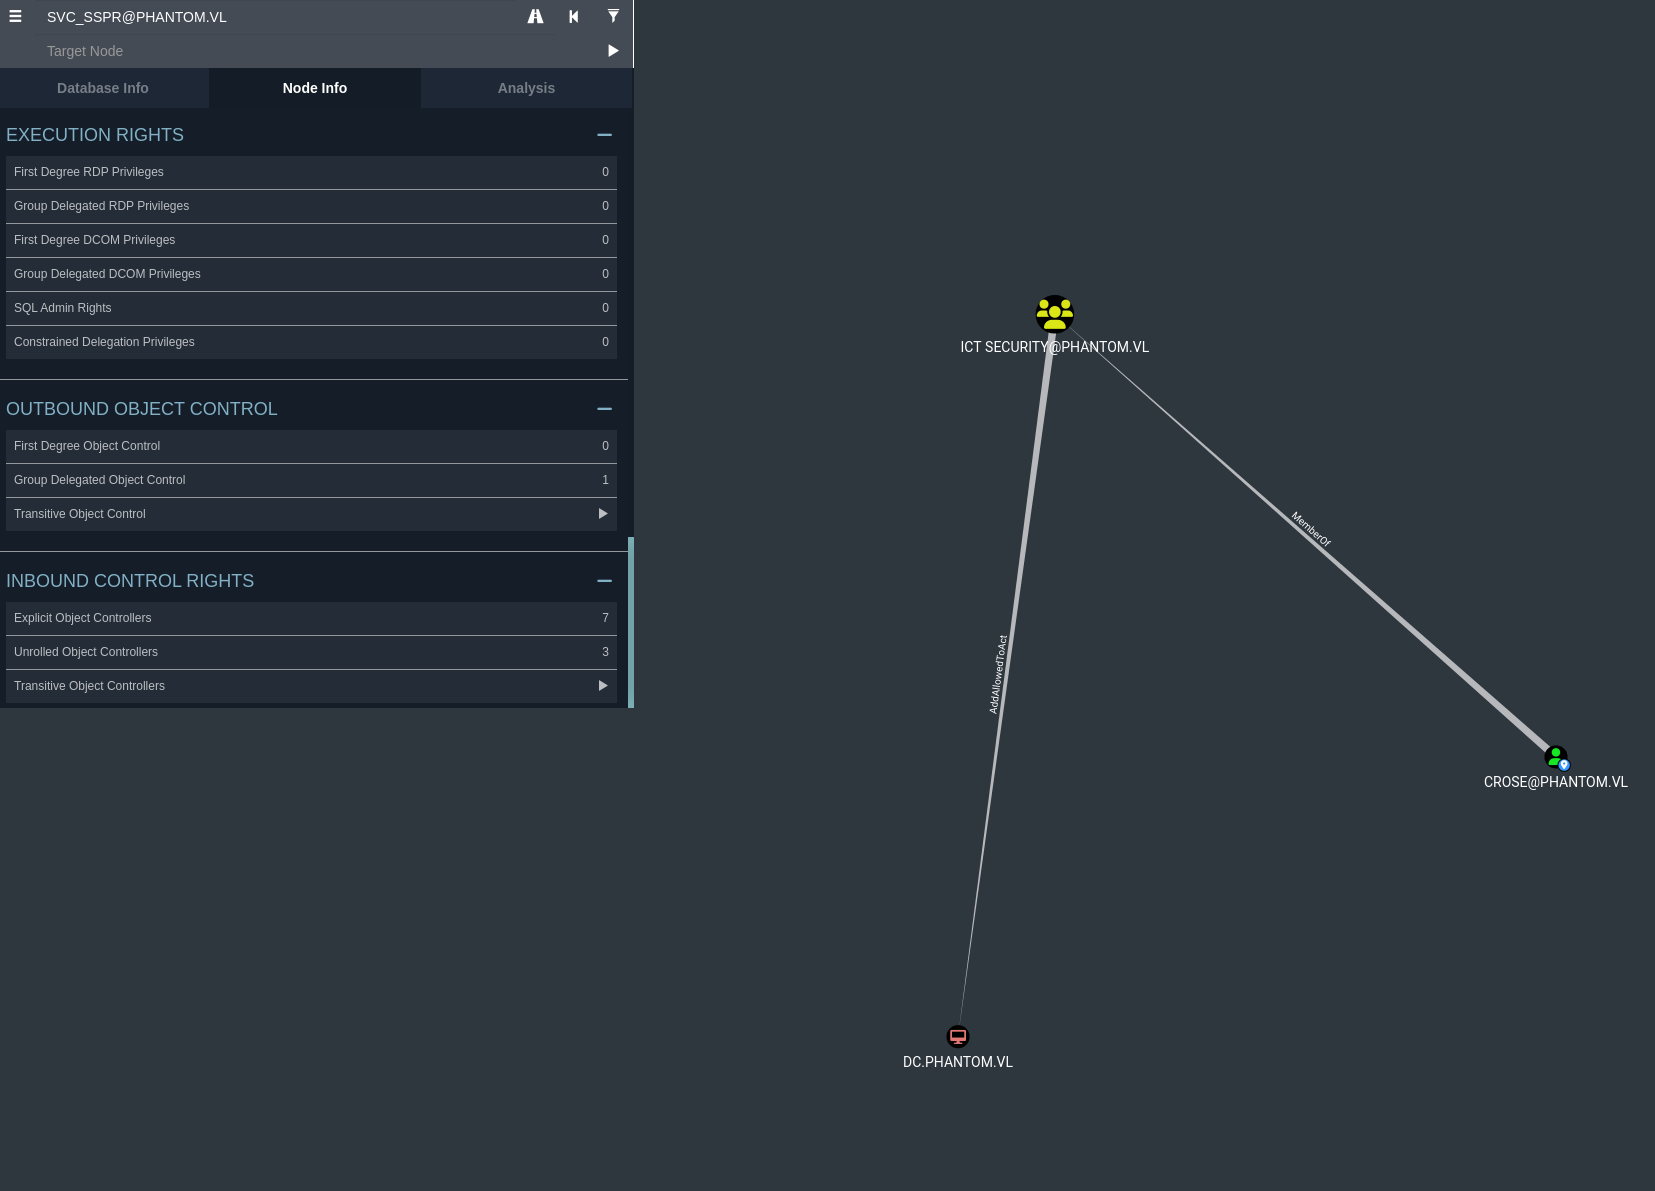 SVC_SSPR@PHANTOM.VL
Target Node
Database Info
Node Info
Analysis
EXECUTION RIGHTS
First Degree RDP Privileges 0
Group Delegated RDP Privileges 0
First Degree DCOM Privileges 0
Group Delegated DCOM Privileges 0
SQL Admin Rights 0
Constrained Delegation Privileges 0
OUTBOUND OBJECT CONTROL
First Degree Object Control 0
Group Delegated Object Control 1
Transitive Object Control
INBOUND CONTROL RIGHTS
Explicit Object Controllers 7
Unrolled Object Controllers 3
Transitive Object Controllers
ICT SECURITY@PHANTOM.VL
MemberOf
AddAllowedToAct
CROSE@PHANTOM.VL
DC.PHANTOM.VL